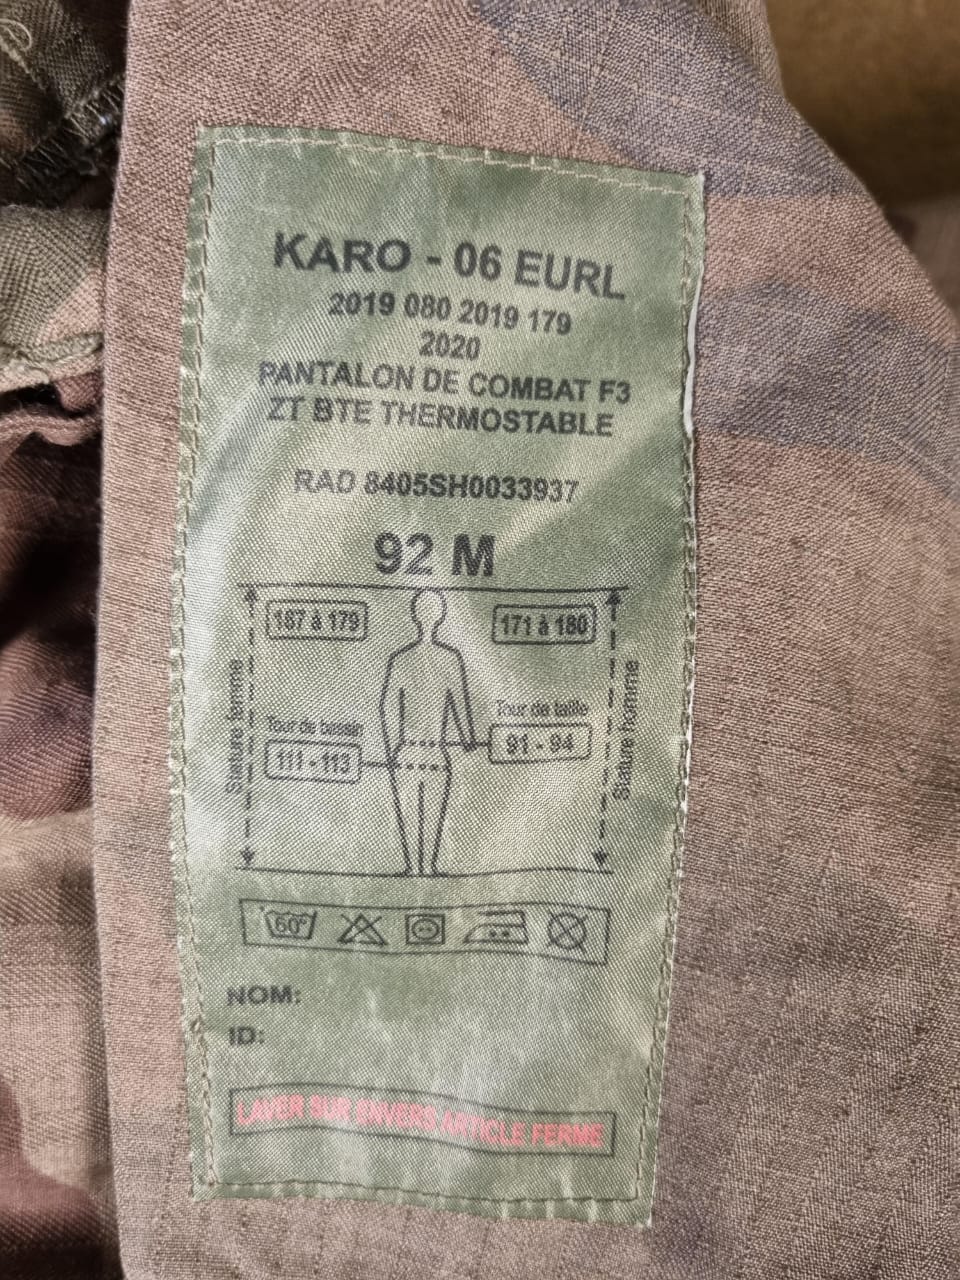 KARO - 06 EURL
2019 080 2019 179
2020
PANTALON DE COMBAT F3
ZT BTE THERMOSTABLE
RAD 8405SH0033937
92 M
167 à 179
171 à 180
Stature femme
Tour de bassin
111 - 113
Tour de taille
91 - 94
Stature homme
60°
NOM:
ID:
LAVER SUR ENVERS ARTICLE FERME